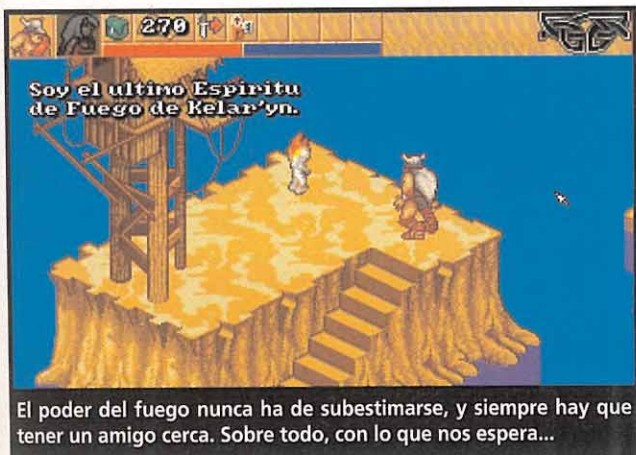 270
Soy el ultimo Espiritu
de Fuego de Kelar'yn.
El poder del fuego nunca ha de subestimarse, y siempre hay que
tener un amigo cerca. Sobre todo, con lo que nos espera...